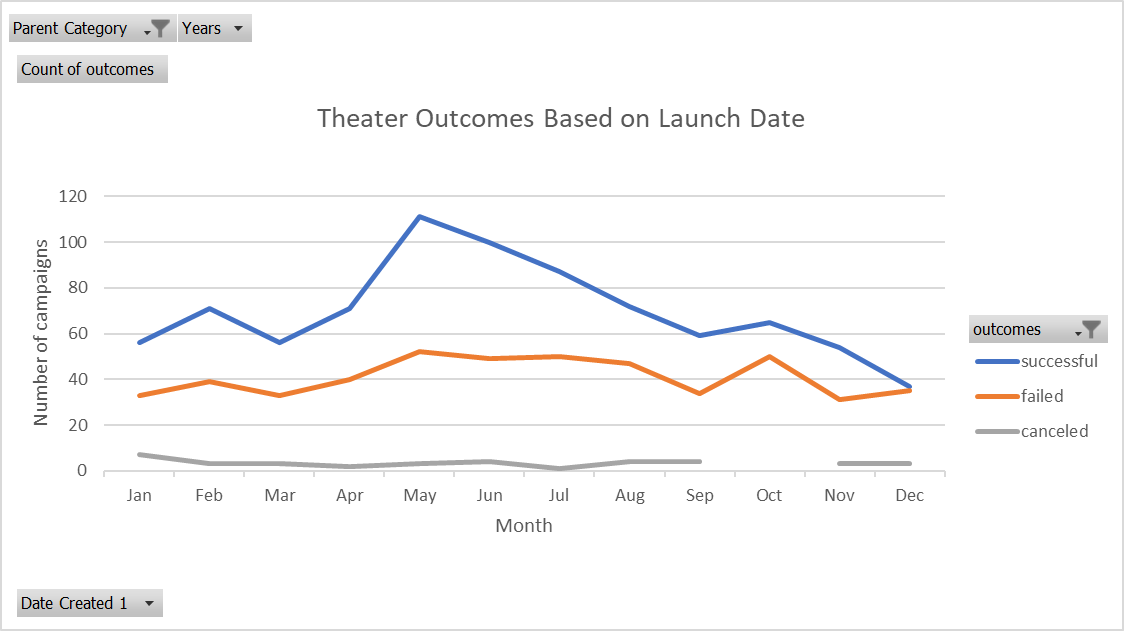 Parent Category Years
Count of outcomes
Theater Outcomes Based on Launch Date
120
100
80
60
40
20
0
Number of campaigns
Jan Feb Mar Apr May Jun Jul Aug Sep Oct Nov Dec
Month
outcomes
successful
failed
canceled
Date Created 1